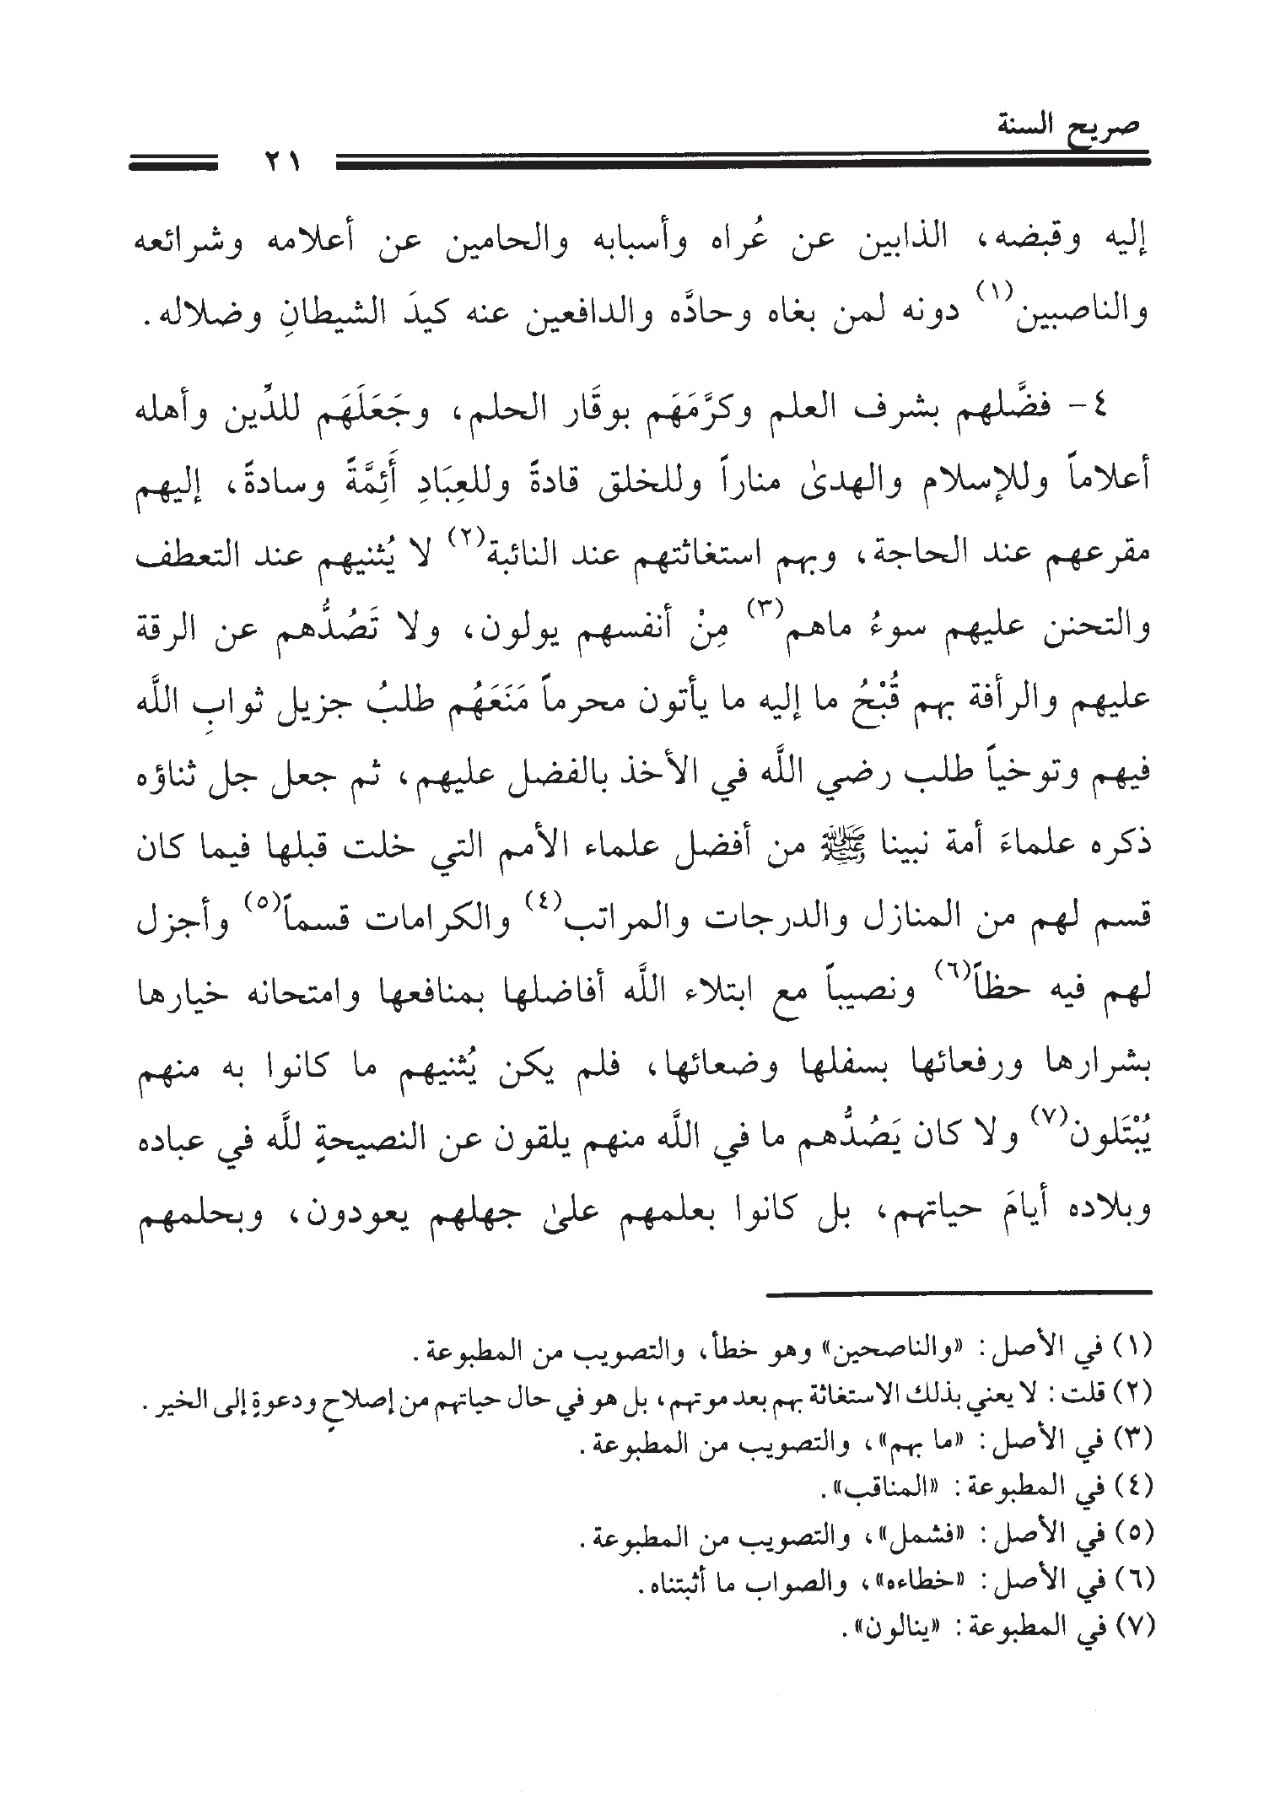 صريح السنة
٢١
إليه وقبضه، الذابين عن عُراه وأسبابه والحامين عن أعلامه وشرائعه
والناصبين(١) دونه لمن بغاه وحادَّه والدافعين عنه كيدَ الشيطانِ وضلاله.
٤- فضَّلهم بشرف العلم وكرَّمَهَم بوقَار الحلم، وجَعَلَهَم للدِّين وأهله
أعلاماً وللإسلام والهدىٰ مناراً وللخلق قادةً وللعِبَادِ أَئِمَّةً وسادةً، إليهم
مقرعهم عند الحاجة، وبهم استغاثتهم عند النائبة(٢) لا يُثنيهم عند التعطف
والتحنن عليهم سوءُ ماهم(٣) مِنْ أنفسهم يولون، ولا تَصُدُّهم عن الرقة
عليهم والرأفة بهم قُبْحُ ما إليه ما يأتون محرماً مَنَعَهُم طلبُ جزيل ثوابِ اللَّه
فيهم وتوخياً طلب رضي اللَّه في الأخذ بالفضل عليهم، ثم جعل جل ثناؤه
ذكره علماءَ أمة نبينا ﷺ من أفضل علماء الأمم التي خلت قبلها فيما كان
قسم لهم من المنازل والدرجات والمراتب(٤) والكرامات قسماً(٥) وأجزل
لهم فيه حظاً(٦) ونصيباً مع ابتلاء اللَّه أفاضلها بمنافعها وامتحانه خيارها
بشرارها ورفعائها بسفلها وضعائها، فلم يكن يُثنيهم ما كانوا به منهم
يُبْتَلون(٧) ولا كان يَصُدُّهم ما في اللَّه منهم يلقون عن النصيحةِ للَّه في عباده
وبلاده أيامَ حياتهم، بل كانوا بعلمهم علىٰ جهلهم يعودون، وبحلمهم
(١) في الأصل: «والناصحين» وهو خطأ، والتصويب من المطبوعة.
(٢) قلت: لا يعني بذلك الاستغاثة بهم بعد موتهم، بل هو في حال حياتهم من إصلاحٍ ودعوةٍ إلى الخير.
(٣) في الأصل: «ما بهم»، والتصويب من المطبوعة.
(٤) في المطبوعة: «المناقب».
(٥) في الأصل: «فشمل»، والتصويب من المطبوعة.
(٦) في الأصل: «خطاءه»، والصواب ما أثبتناه.
(٧) في المطبوعة: «ينالون».